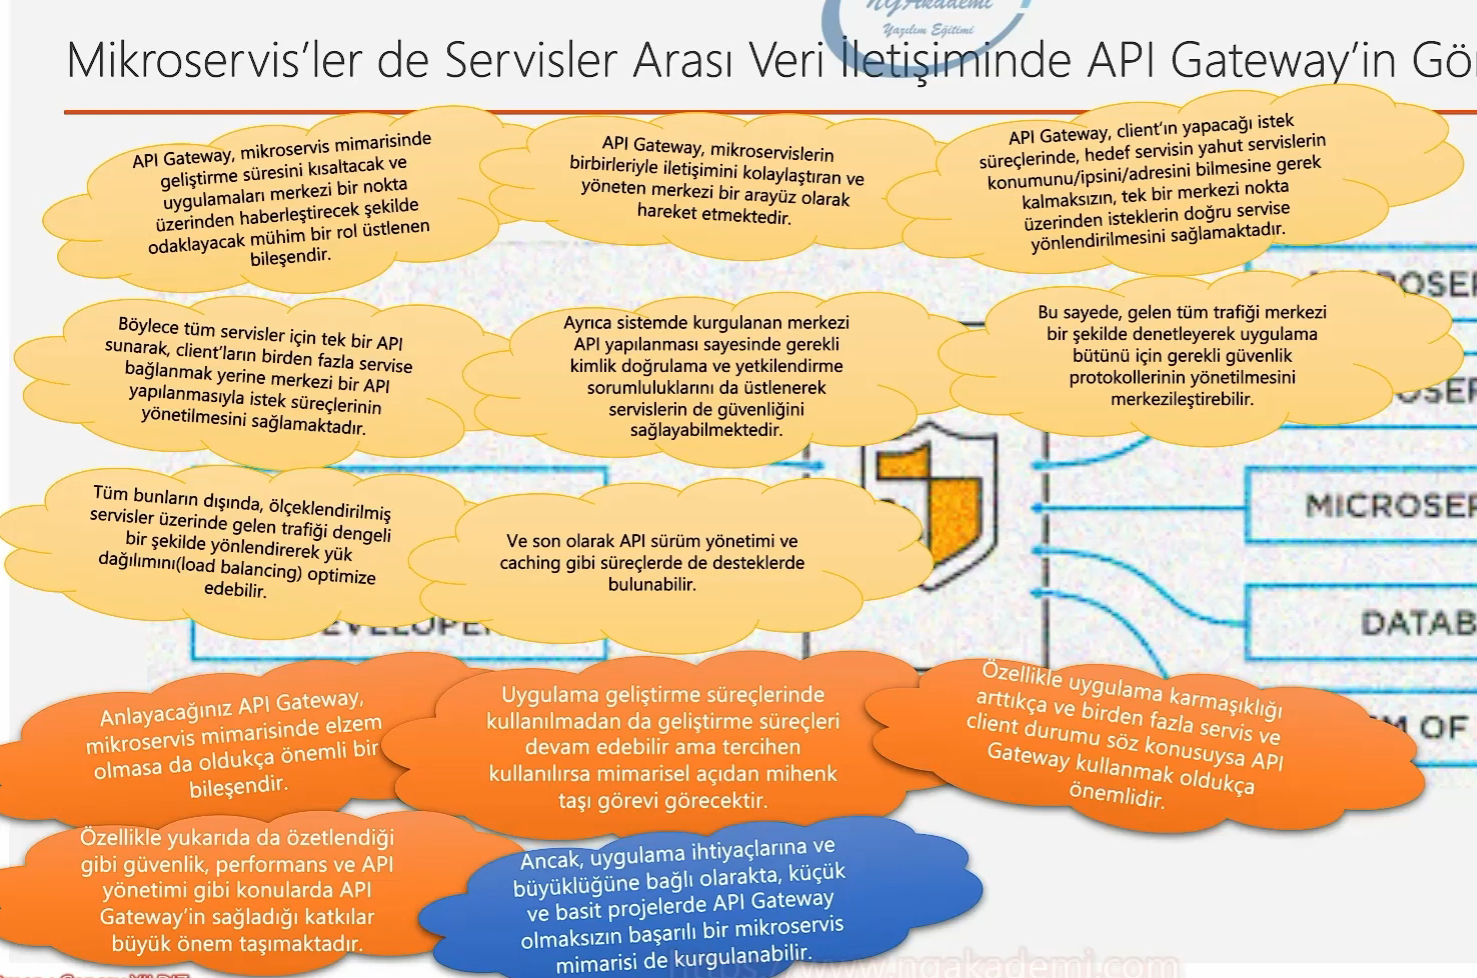 NGAkademi
Yazılım Eğitimi
Mikroservis'ler de Servisler Arası Veri İletişiminde API Gateway'in
API Gateway, mikroservis mimarisinde
geliştirme süresini kısaltacak ve
uygulamaları merkezi bir nokta
üzerinden haberleştirecek şekilde
odaklayacak mühim bir rol üstlenen
bileşendir.
API Gateway, mikroservislerin
birbirleriyle iletişimini kolaylaştıran ve
yöneten merkezi bir arayüz olarak
hareket etmektedir.
API Gateway, client'ın yapacağı istek
süreçlerinde, hedef servisin yahut servislerin
konumunu/ipsini/adresini bilmesine gerek
kalmaksızın, tek bir merkezi nokta
üzerinden isteklerin doğru servise
yönlendirilmesini sağlamaktadır.
Böylece tüm servisler için tek bir API
sunarak, client'ların birden fazla servise
bağlanmak yerine merkezi bir API
yapılanmasıyla istek süreçlerinin
yönetilmesini sağlamaktadır.
Ayrıca sistemde kurgulanan merkezi
API yapılanması sayesinde gerekli
kimlik doğrulama ve yetkilendirme
sorumluluklarını da üstlenerek
servislerin de güvenliğini
sağlayabilmektedir.
Bu sayede, gelen tüm trafiği merkezi
bir şekilde denetleyerek uygulama
bütünü için gerekli güvenlik
protokollerinin yönetilmesini
merkezileştirebilir.
Tüm bunların dışında, ölçeklendirilmiş
servisler üzerinde gelen trafiği dengeli
bir şekilde yönlendirerek yük
dağılımını(load balancing) optimize
edebilir.
Ve son olarak API sürüm yönetimi ve
caching gibi süreçlerde de desteklerde
bulunabilir.
MICROSER
DATAB
M OF
Anlayacağınız API Gateway,
mikroservis mimarisinde elzem
olmasa da oldukça önemli bir
bileşendir.
Uygulama geliştirme süreçlerinde
kullanılmadan da geliştirme süreçleri
devam edebilir ama tercihen
kullanılırsa mimarisel açıdan mihenk
taşı görevi görecektir.
Özellikle uygulama karmaşıklığı
arttıkça ve birden fazla servis ve
client durumu söz konusuysa API
Gateway kullanmak oldukça
önemlidir.
Özellikle yukarıda da özetlendiği
gibi güvenlik, performans ve API
yönetimi gibi konularda API
Gateway'in sağladığı katkılar
büyük önem taşımaktadır.
Ancak, uygulama ihtiyaçlarına ve
büyüklüğüne bağlı olarakta, küçük
ve basit projelerde API Gateway
olmaksızın başarılı bir mikroservis
mimarisi de kurgulanabilir.
https://www.ngakademi.com